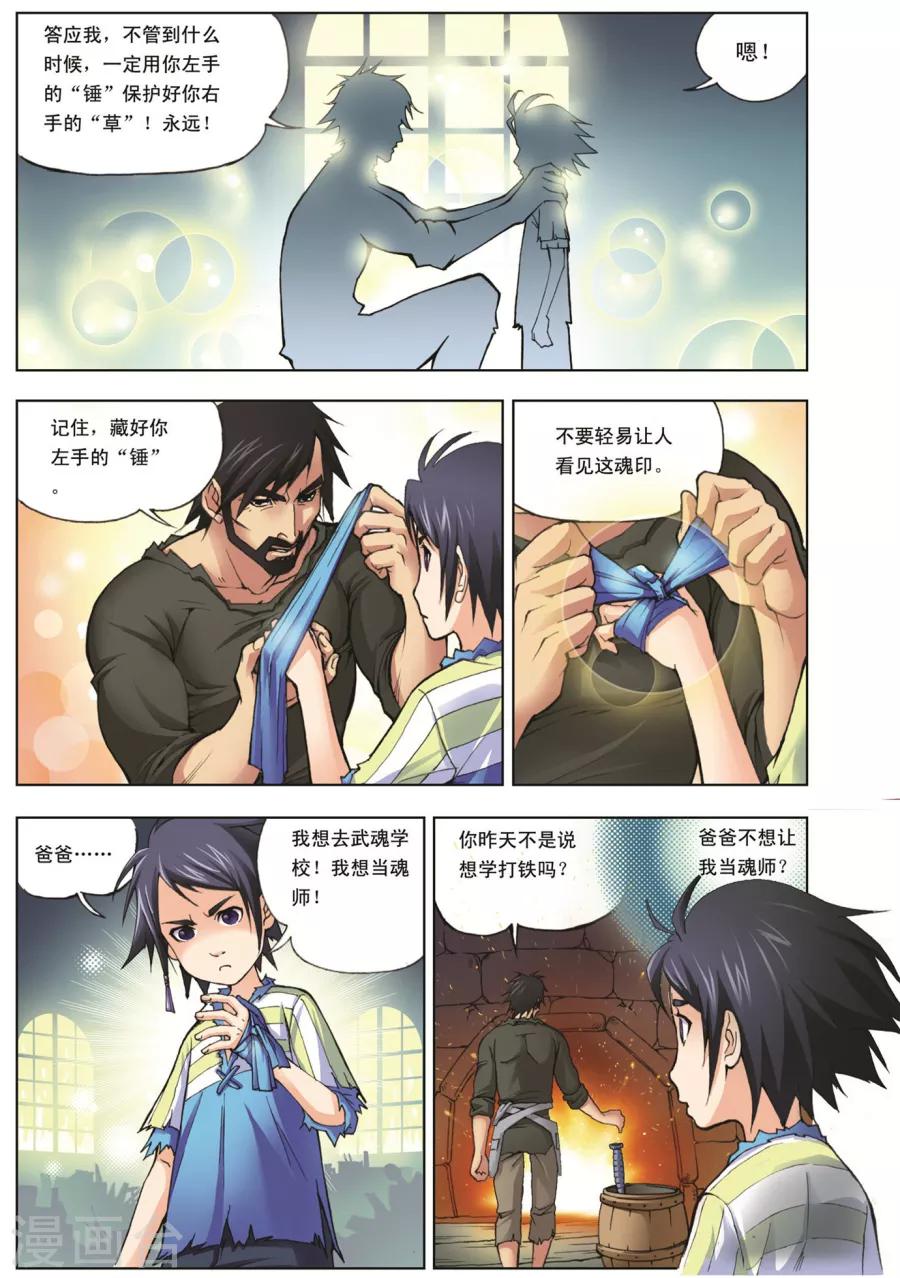 答应我，不管到什么
时候，一定用你左手
的“锤”保护好你右
手的“草”！永远！
嗯！
记住，藏好你
左手的“锤”
。
不要轻易让人
看见这魂印。
爸爸……
我想去武魂学
校！我想当魂
师！
你昨天不是说
想学打铁吗？
爸爸不想让
我当魂师？
漫画台